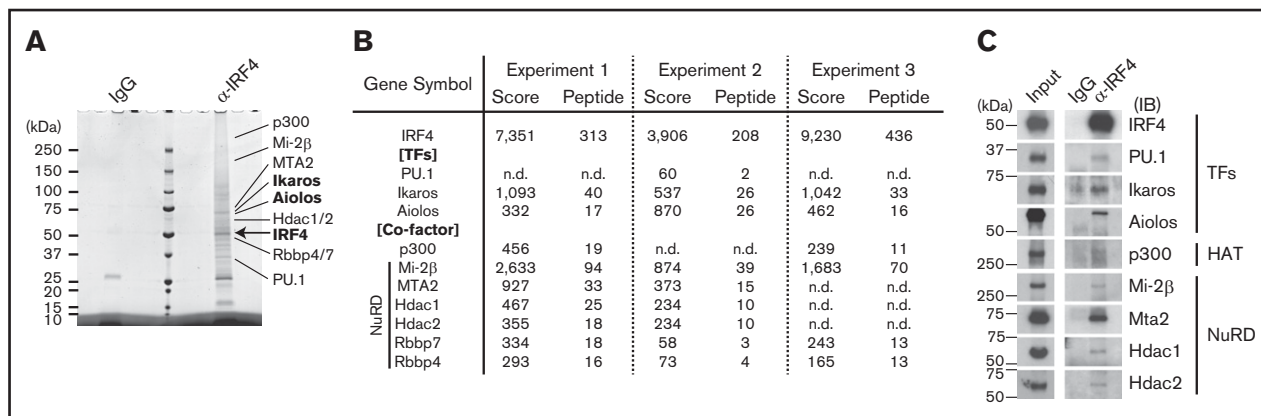 A
IgG
α-IRF4
(kDa)
250
150
100
75
50
37
25
20
15
10
p300
Mi-2β
MTA2
Ikaros
Aiolos
Hdac1/2
IRF4
Rbbp4/7
PU.1
B
Gene Symbol Experiment 1 Experiment 2 Experiment 3
Score Peptide Score Peptide Score Peptide
IRF4 7,351 313 3,906 208 9,230 436
[TFs]
PU.1 n.d. n.d. 60 2 n.d. n.d.
Ikaros 1,093 40 537 26 1,042 33
Aiolos 332 17 870 26 462 16
[Co-factor]
p300 456 19 n.d. n.d. 239 11
NuRD
Mi-2β 2,633 94 874 39 1,683 70
MTA2 927 33 373 15 n.d. n.d.
Hdac1 467 25 234 10 n.d. n.d.
Hdac2 355 18 234 10 n.d. n.d.
Rbbp7 334 18 58 3 243 13
Rbbp4 293 16 73 4 165 13
C
Input IgG α-IRF4
(kDa) (IB)
50 IRF4
37 PU.1
75 Ikaros
50 Aiolos
TFs
250 p300
HAT
250 Mi-2β
75 Mta2
75
50 Hdac1
75
50 Hdac2
NuRD